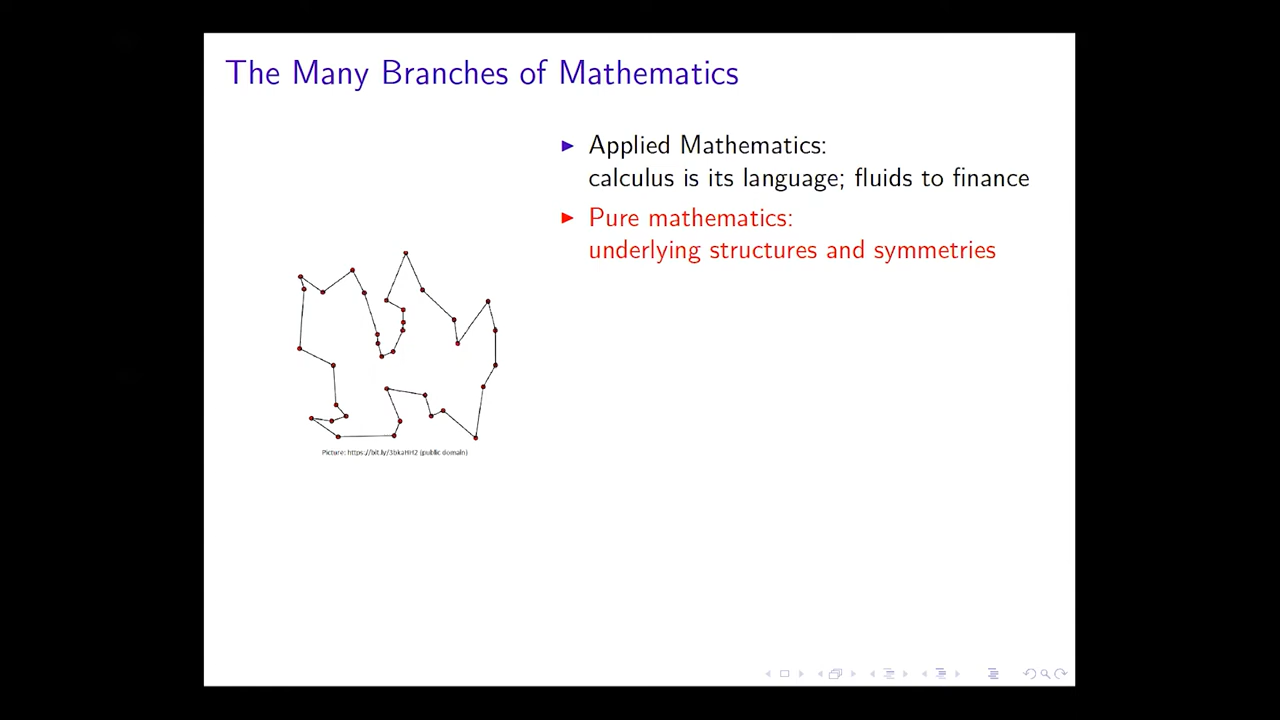 The Many Branches of Mathematics
Applied Mathematics:
calculus is its language; fluids to finance
Pure mathematics:
underlying structures and symmetries
Picture: https://bit.ly/3bkaHH2 (public domain)